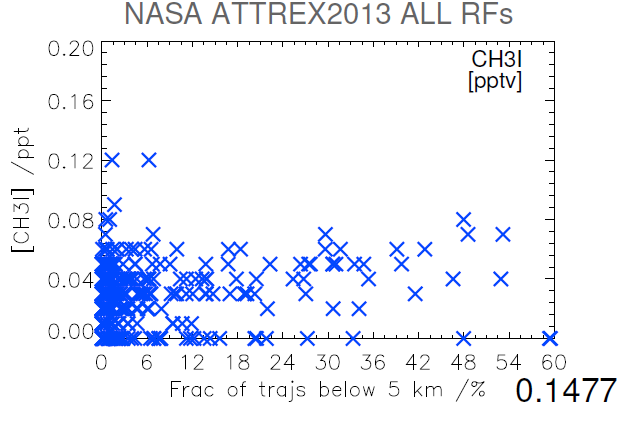 NASA ATTREX2013 ALL RFs
0.20
CH3I
[pptv]
0.16
0.12
[CH3I] /ppt
0.08
0.04
0.00
0 6 12 18 24 30 36 42 48 54 60
Frac of trajs below 5 km /%
0.1477